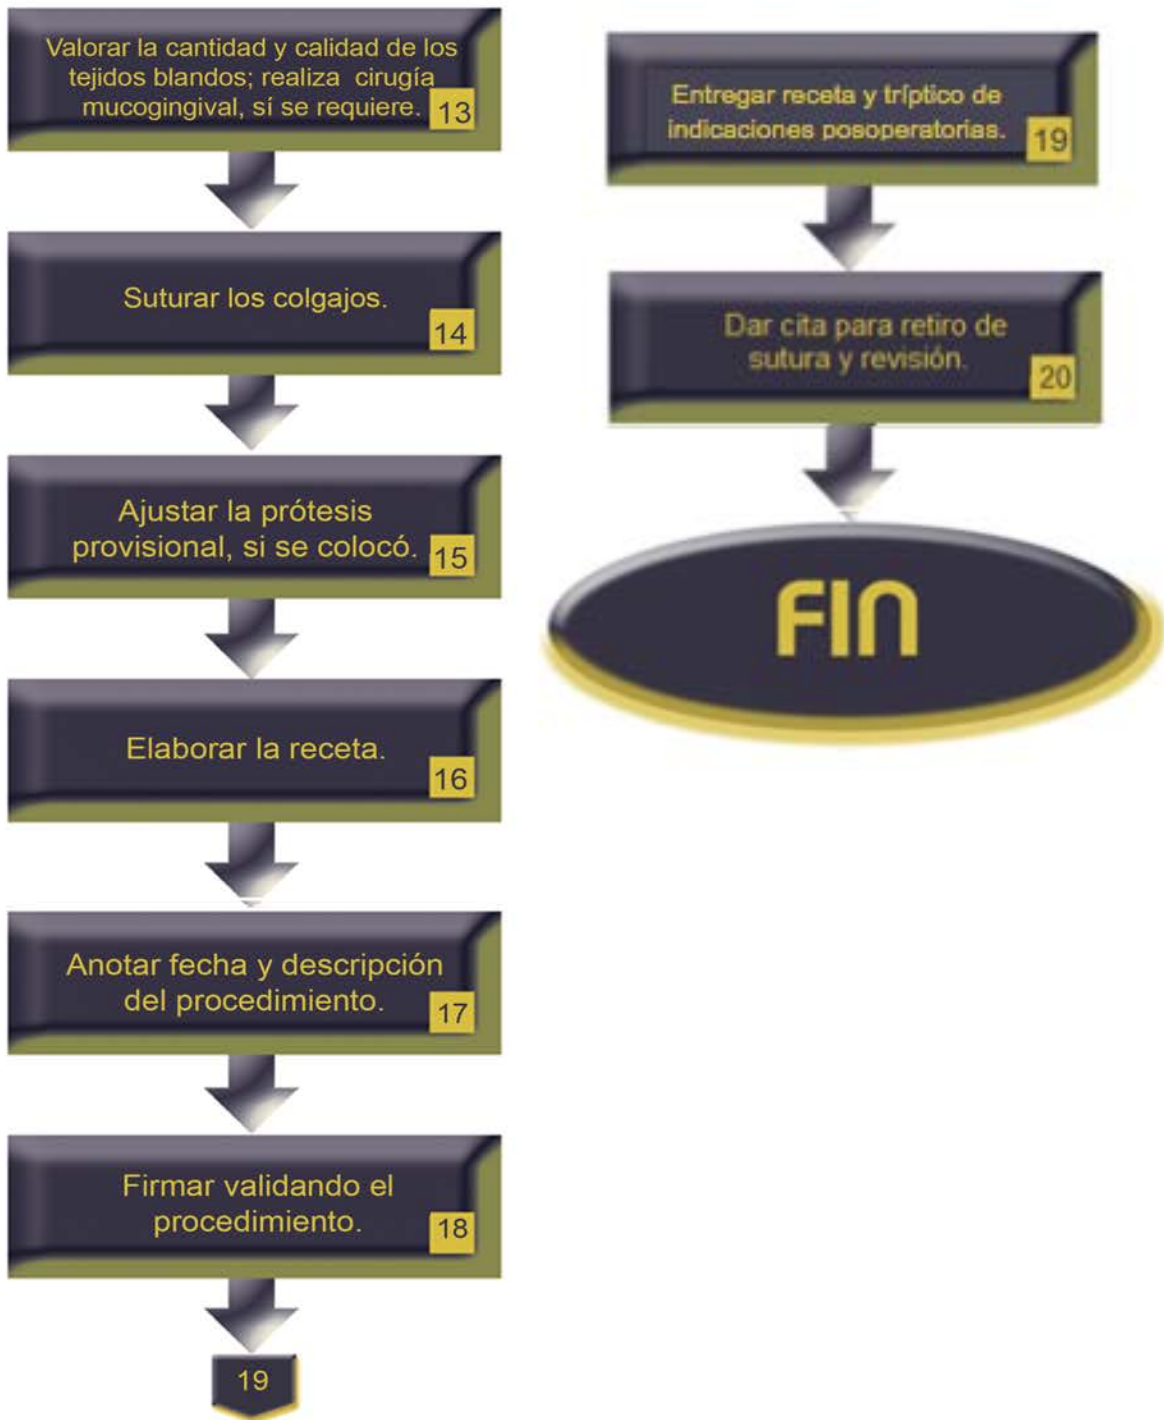 Valorar la cantidad y calidad de los
tejidos blandos; realiza cirugía
mucogingival, sí se requiere.
13
Suturar los colgajos.
14
Ajustar la prótesis
provisional, si se colocó.
15
Elaborar la receta.
16
Anotar fecha y descripción
del procedimiento.
17
Firmar validando el
procedimiento.
18
19
Entregar receta y tríptico de
indicaciones posoperatorias.
19
Dar cita para retiro de
sutura y revisión.
20
FIN